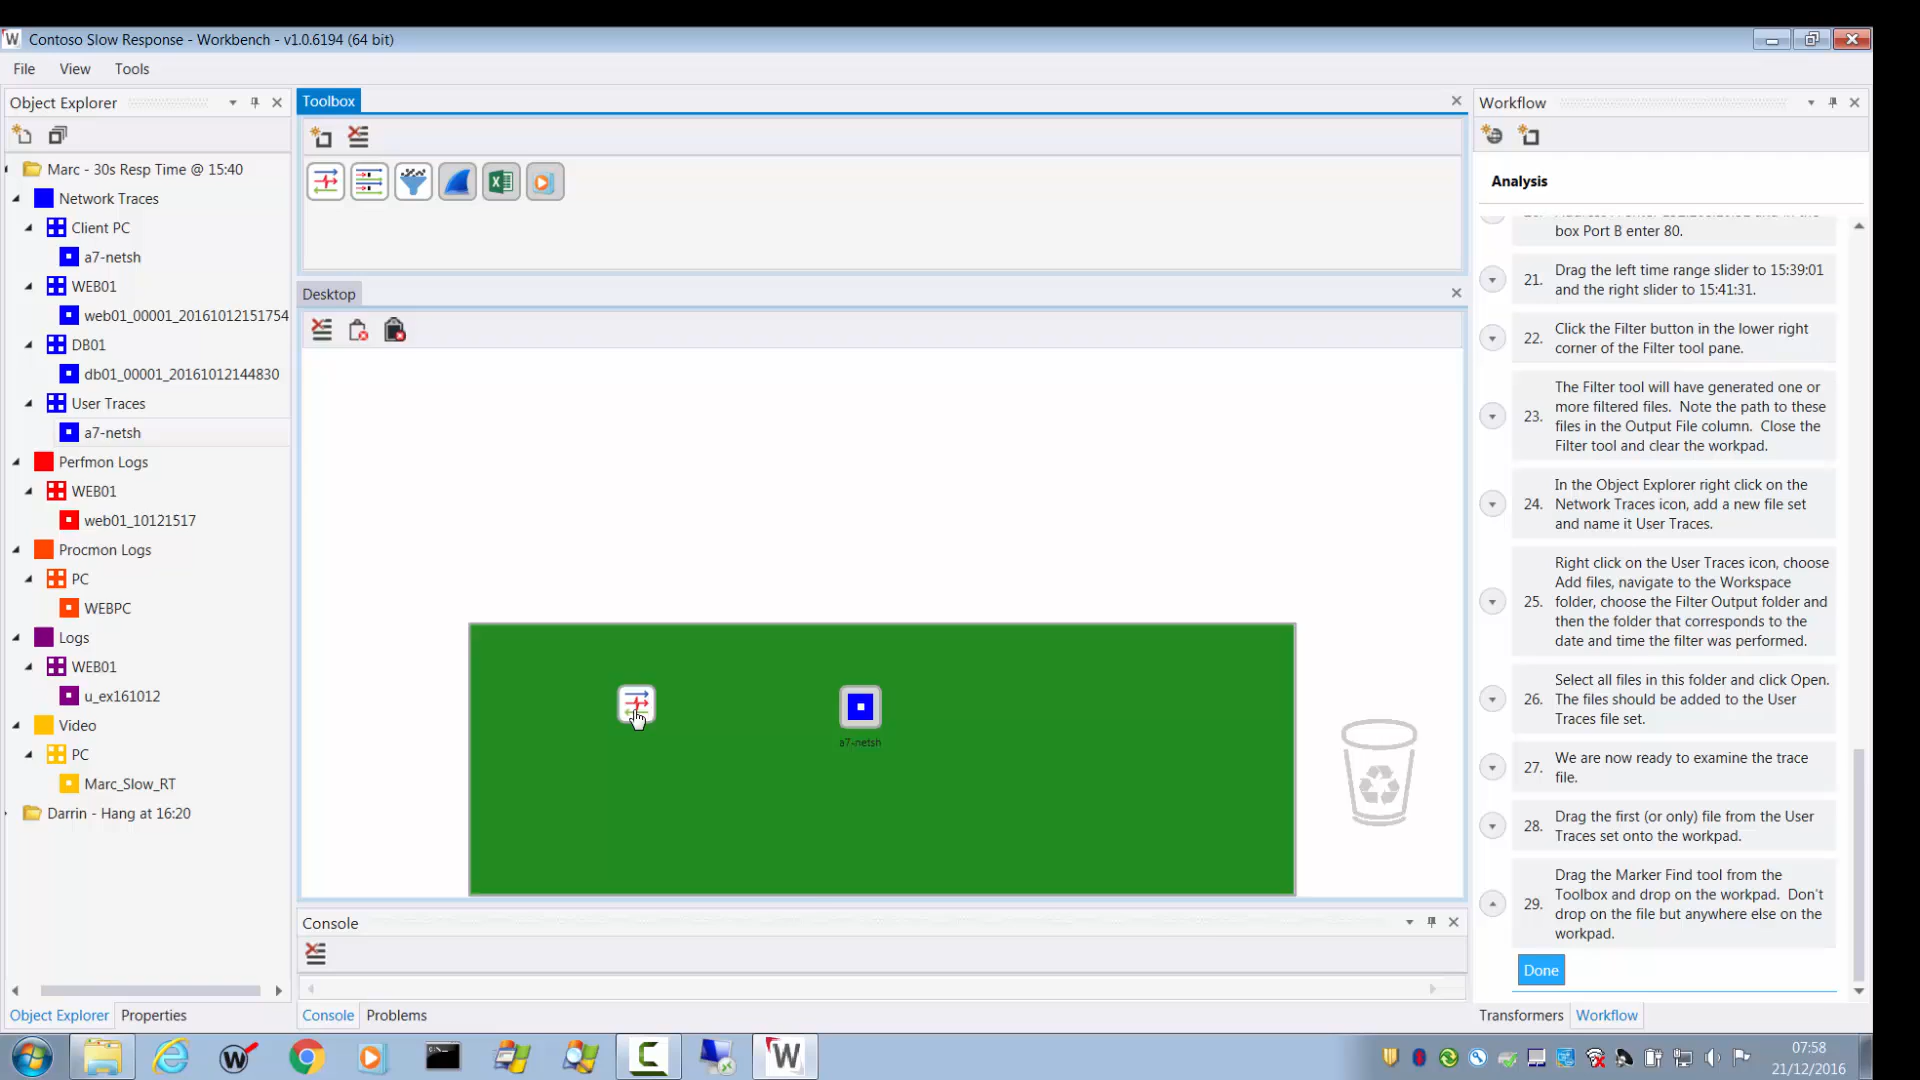 Contoso Slow Response - Workbench - v1.0.6194 (64 bit)
File View Tools
Object Explorer
Marc - 30s Resp Time @ 15:40
Network Traces
Client PC
a7-netsh
WEB01
web01_00001_20161012151754
DB01
db01_00001_20161012144830
User Traces
a7-netsh
Perfmon Logs
WEB01
web01_10121517
Procmon Logs
PC
WEBPC
Logs
WEB01
u_ex161012
Video
PC
Marc_Slow_RT
Darrin - Hang at 16:20
Object Explorer Properties
Toolbox
Desktop
a7-netsh
Console
Console Problems
Workflow
Analysis
box Port B enter 80.
21. Drag the left time range slider to 15:39:01
and the right slider to 15:41:31.
22. Click the Filter button in the lower right
corner of the Filter tool pane.
23. The Filter tool will have generated one or
more filtered files. Note the path to these
files in the Output File column. Close the
Filter tool and clear the workpad.
24. In the Object Explorer right click on the
Network Traces icon, add a new file set
and name it User Traces.
25. Right click on the User Traces icon, choose
Add files, navigate to the Workspace
folder, choose the Filter Output folder and
then the folder that corresponds to the
date and time the filter was performed.
26. Select all files in this folder and click Open.
The files should be added to the User
Traces file set.
27. We are now ready to examine the trace
file.
28. Drag the first (or only) file from the User
Traces set onto the workpad.
29. Drag the Marker Find tool from the
Toolbox and drop on the workpad. Don't
drop on the file but anywhere else on the
workpad.
Done
Transformers Workflow
07:58
21/12/2016